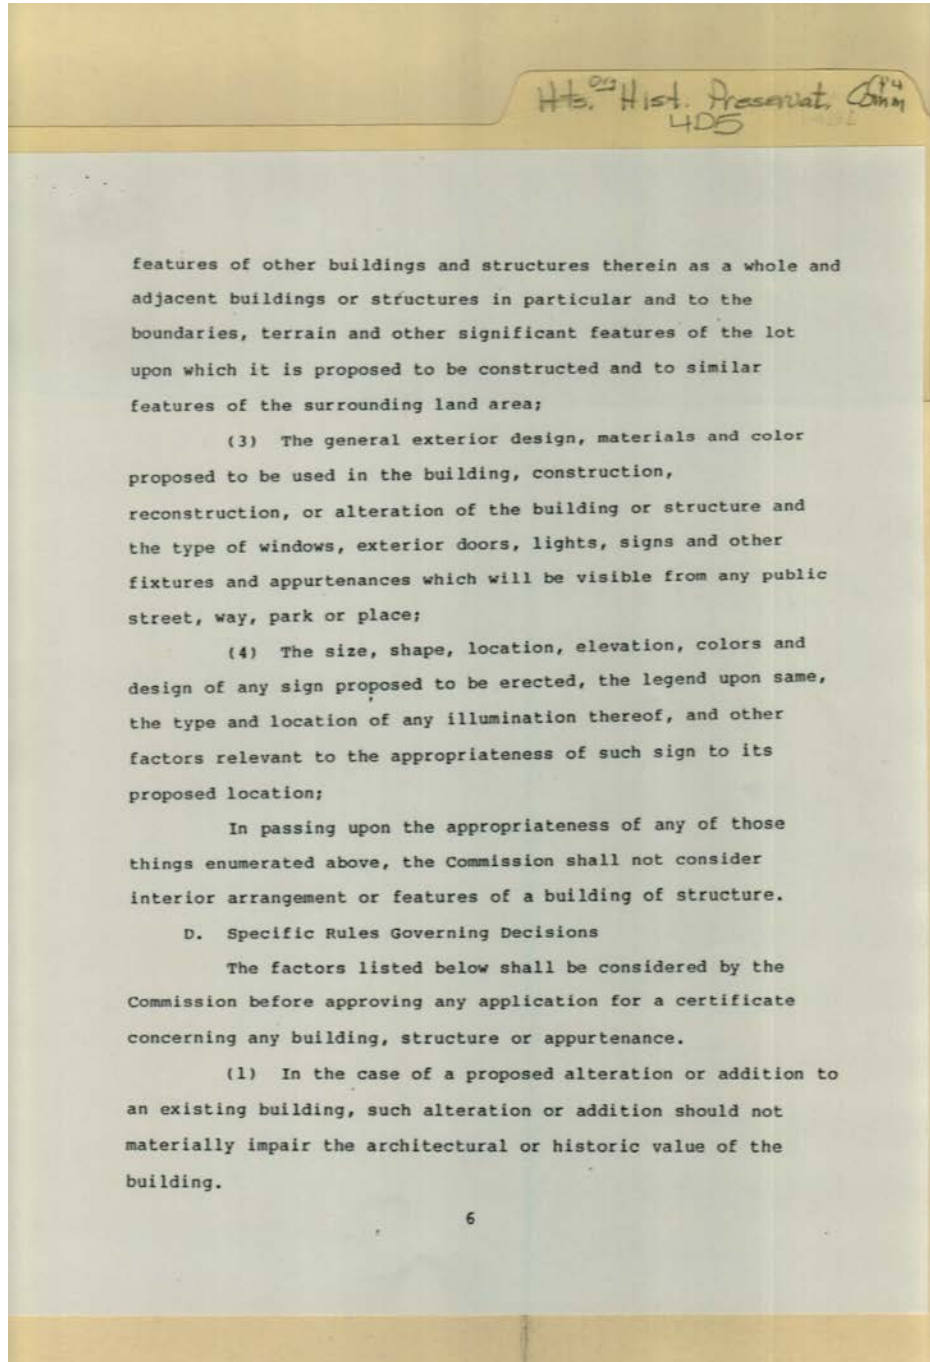 Hts. Org Hist. Preservat. Comm
4D5
features of other buildings and structures therein as a whole and
adjacent buildings or structures in particular and to the
boundaries, terrain and other significant features of the lot
upon which it is proposed to be constructed and to similar
features of the surrounding land area;
(3) The general exterior design, materials and color
proposed to be used in the building, construction,
reconstruction, or alteration of the building or structure and
the type of windows, exterior doors, lights, signs and other
fixtures and appurtenances which will be visible from any public
street, way, park or place;
(4) The size, shape, location, elevation, colors and
design of any sign proposed to be erected, the legend upon same,
the type and location of any illumination thereof, and other
factors relevant to the appropriateness of such sign to its
proposed location;
In passing upon the appropriateness of any of those
things enumerated above, the Commission shall not consider
interior arrangement or features of a building of structure.
D. Specific Rules Governing Decisions
The factors listed below shall be considered by the
Commission before approving any application for a certificate
concerning any building, structure or appurtenance.
(1) In the case of a proposed alteration or addition to
an existing building, such alteration or addition should not
materially impair the architectural or historic value of the
building.
6